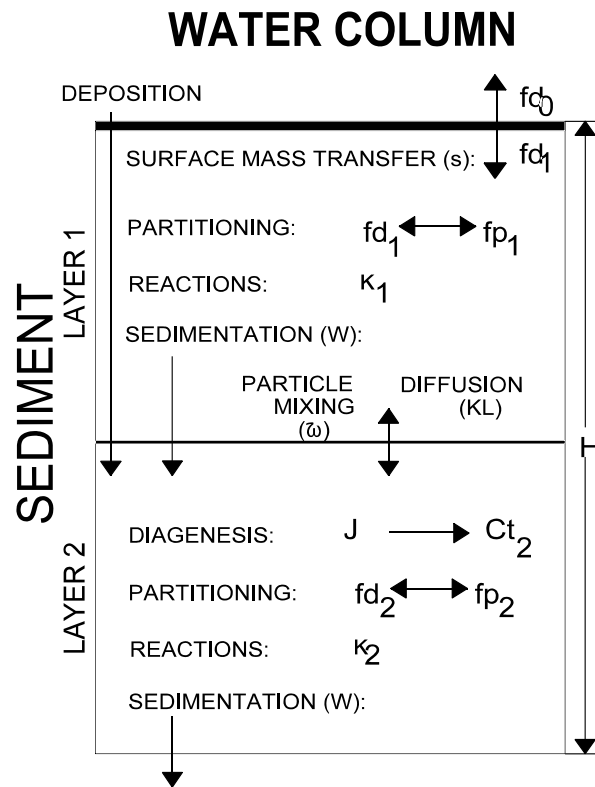 WATER COLUMN
DEPOSITION
fd0
SURFACE MASS TRANSFER (s): fd1
PARTITIONING: fd1 fp1
REACTIONS: κ1
SEDIMENTATION (W):
PARTICLE MIXING (ω)
DIFFUSION (KL)
SEDIMENT
LAYER 1
H
DIAGENESIS: J Ct2
PARTITIONING: fd2 fp2
REACTIONS: κ2
SEDIMENTATION (W):
LAYER 2